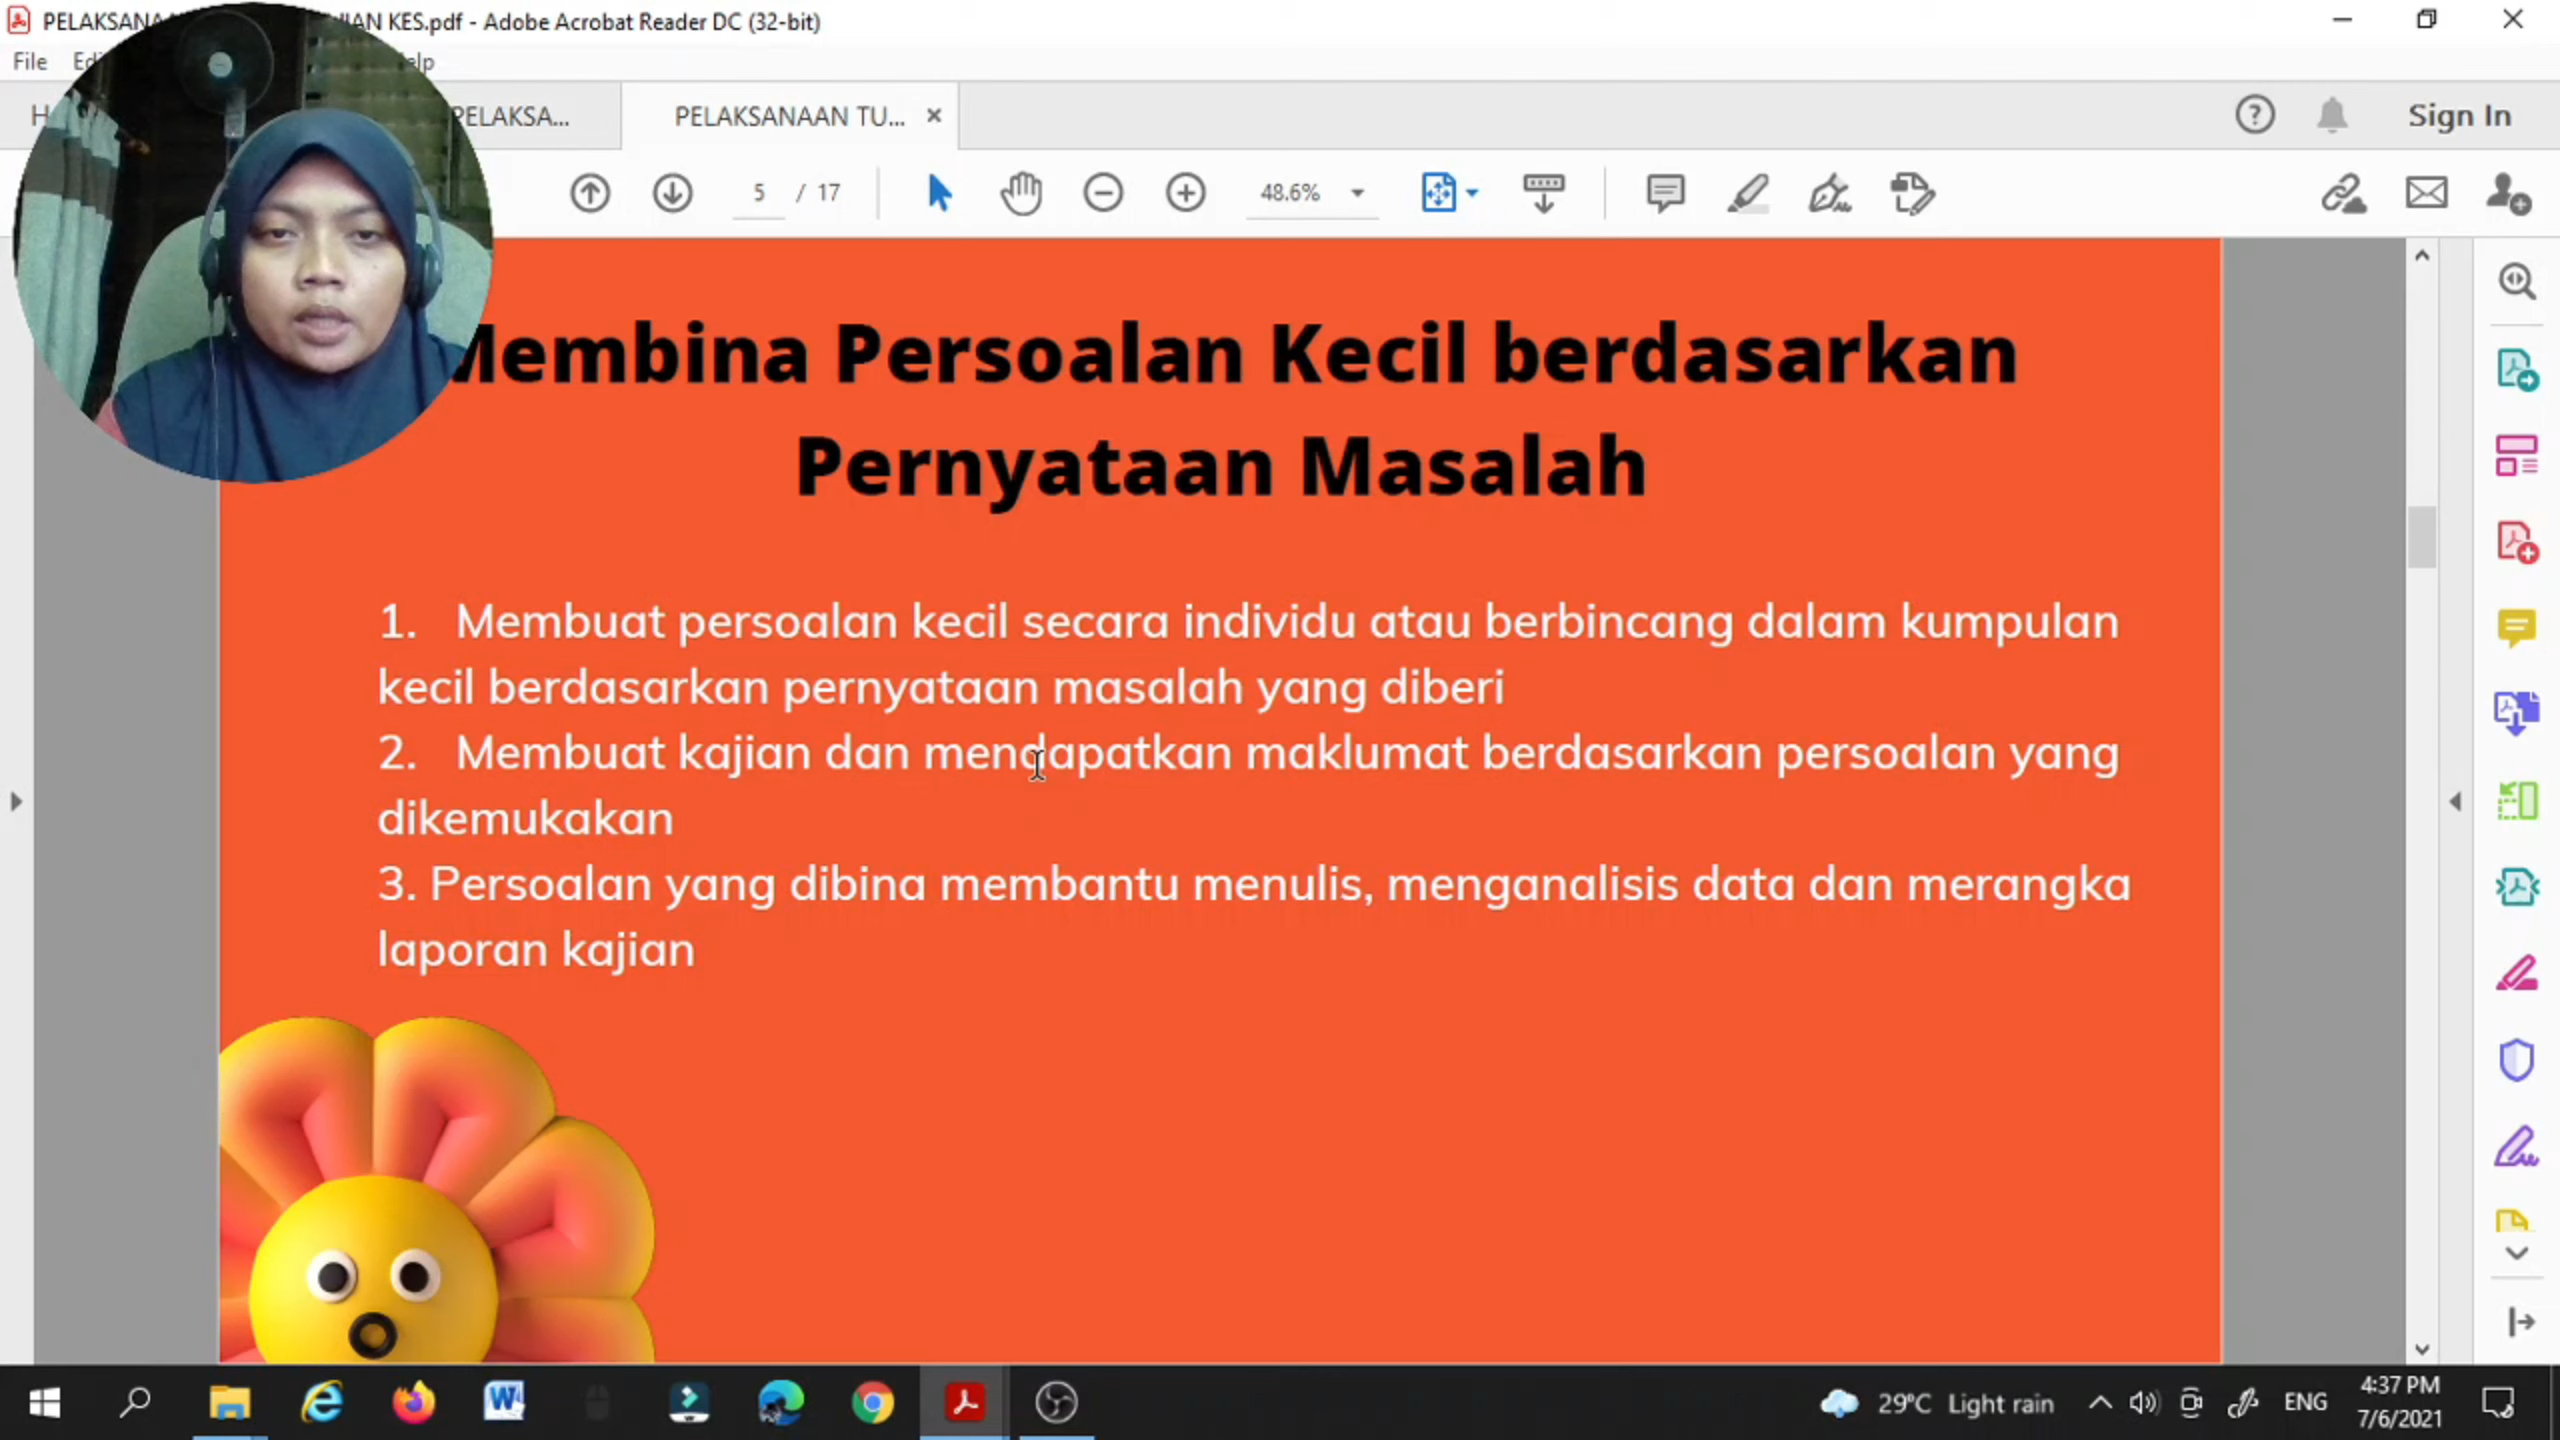 PELAKSANAA IAN KES.pdf - Adobe Acrobat Reader DC (32-bit)
File
PELAKSA... PELAKSANAAN TU... Sign In
5 / 17 48.6%
Membina Persoalan Kecil berdasarkan
Pernyataan Masalah
1. Membuat persoalan kecil secara individu atau berbincang dalam kumpulan
kecil berdasarkan pernyataan masalah yang diberi
2. Membuat kajian dan mendapatkan maklumat berdasarkan persoalan yang
dikemukakan
3. Persoalan yang dibina membantu menulis, menganalisis data dan merangka
laporan kajian
29°C Light rain ENG
4:37 PM
7/6/2021